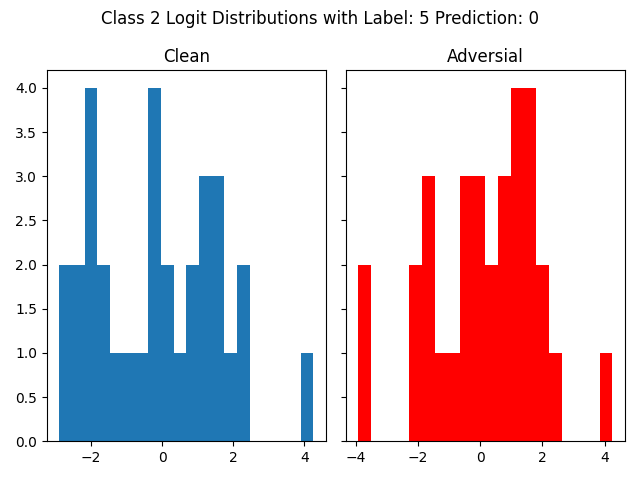 Class 2 Logit Distributions with Label: 5 Prediction: 0
Clean
Adversial
4.0
3.5
3.0
2.5
2.0
1.5
1.0
0.5
0.0
−2 0 2 4
−4 −2 0 2 4